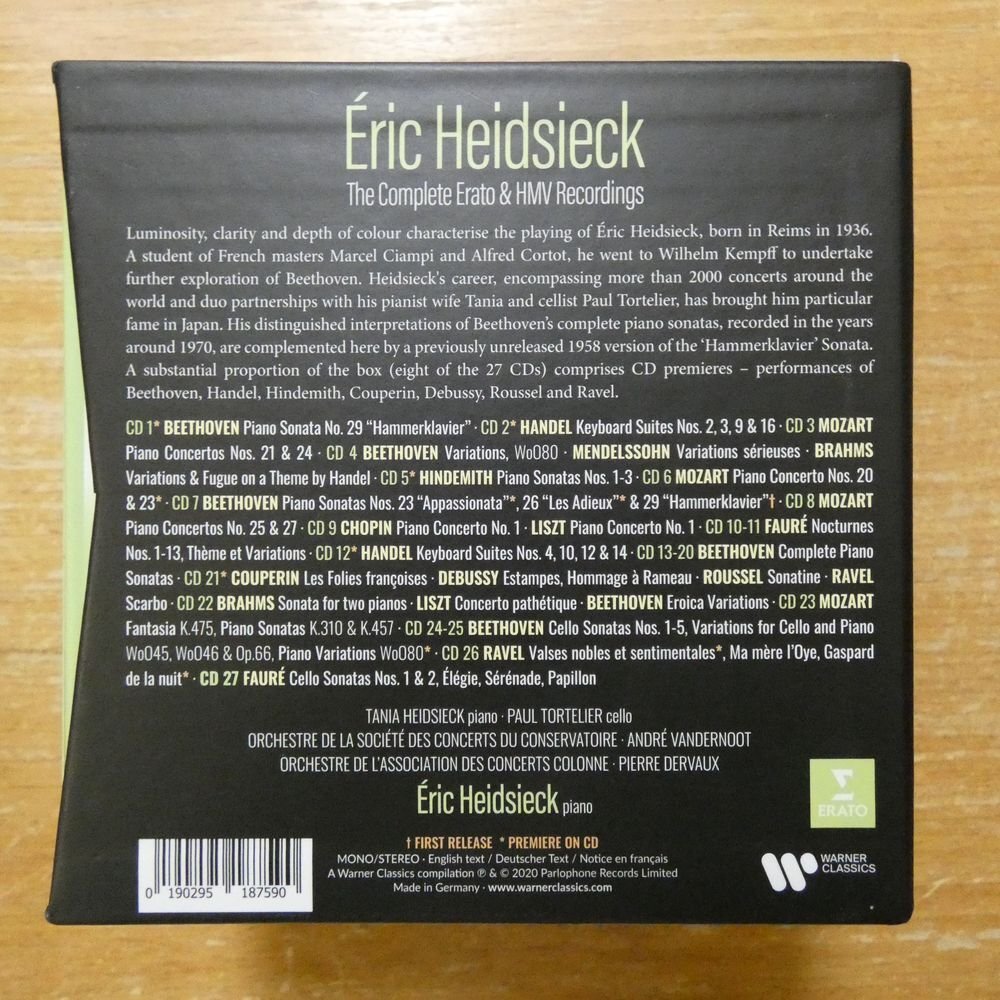 Éric Heidsieck
The Complete Erato & HMV Recordings
Luminosity, clarity and depth of colour characterise the playing of Éric Heidsieck, born in Reims in 1936.
A student of French masters Marcel Ciampi and Alfred Cortot, he went to Wilhelm Kempff to undertake
further exploration of Beethoven. Heidsieck's career, encompassing more than 2000 concerts around the
world and duo partnerships with his pianist wife Tania and cellist Paul Tortelier, has brought him particular
fame in Japan. His distinguished interpretations of Beethoven's complete piano sonatas, recorded in the years
around 1970, are complemented here by a previously unreleased 1958 version of the ‘Hammerklavier’ Sonata.
A substantial proportion of the box (eight of the 27 CDs) comprises CD premieres – performances of
Beethoven, Handel, Hindemith, Couperin, Debussy, Roussel and Ravel.
CD 1* BEETHOVEN Piano Sonata No. 29 “Hammerklavier” · CD 2* HANDEL Keyboard Suites Nos. 2, 3, 9 & 16 · CD 3 MOZART
Piano Concertos Nos. 21 & 24 · CD 4 BEETHOVEN Variations, WoO80 · MENDELSSOHN Variations sérieuses · BRAHMS
Variations & Fugue on a Theme by Handel · CD 5* HINDEMITH Piano Sonatas Nos. 1-3 · CD 6 MOZART Piano Concerto Nos. 20
& 23* · CD 7 BEETHOVEN Piano Sonatas Nos. 23 “Appassionata”*, 26 “Les Adieux”* & 29 “Hammerklavier”† · CD 8 MOZART
Piano Concertos No. 25 & 27 · CD 9 CHOPIN Piano Concerto No. 1 · LISZT Piano Concerto No. 1 · CD 10-11 FAURÉ Nocturnes
Nos. 1-13, Thème et Variations · CD 12* HANDEL Keyboard Suites Nos. 4, 10, 12 & 14 · CD 13-20 BEETHOVEN Complete Piano
Sonatas · CD 21* COUPERIN Les Folies françoises · DEBUSSY Estampes, Hommage à Rameau · ROUSSEL Sonatine · RAVEL
Scarbo · CD 22 BRAHMS Sonata for two pianos · LISZT Concerto pathétique · BEETHOVEN Eroica Variations · CD 23 MOZART
Fantasia K.475, Piano Sonatas K.310 & K.457 · CD 24-25 BEETHOVEN Cello Sonatas Nos. 1-5, Variations for Cello and Piano
WoO45, WoO46 & Op.66, Piano Variations WoO80* · CD 26 RAVEL Valses nobles et sentimentales*, Ma mère l'Oye, Gaspard
de la nuit* · CD 27 FAURÉ Cello Sonatas Nos. 1 & 2, Élégie, Sérénade, Papillon
TANIA HEIDSIECK piano · PAUL TORTELIER cello
ORCHESTRE DE LA SOCIÉTÉ DES CONCERTS DU CONSERVATOIRE · ANDRÉ VANDERNOOT
ORCHESTRE DE L'ASSOCIATION DES CONCERTS COLONNE · PIERRE DERVAUX
Éric Heidsieck piano
ERATO
† FIRST RELEASE * PREMIERE ON CD
MONO/STEREO · English text / Deutscher Text / Notice en français
A Warner Classics compilation ℗ & © 2020 Parlophone Records Limited
Made in Germany · www.warnerclassics.com
0 190295 187590
WARNER
CLASSICS